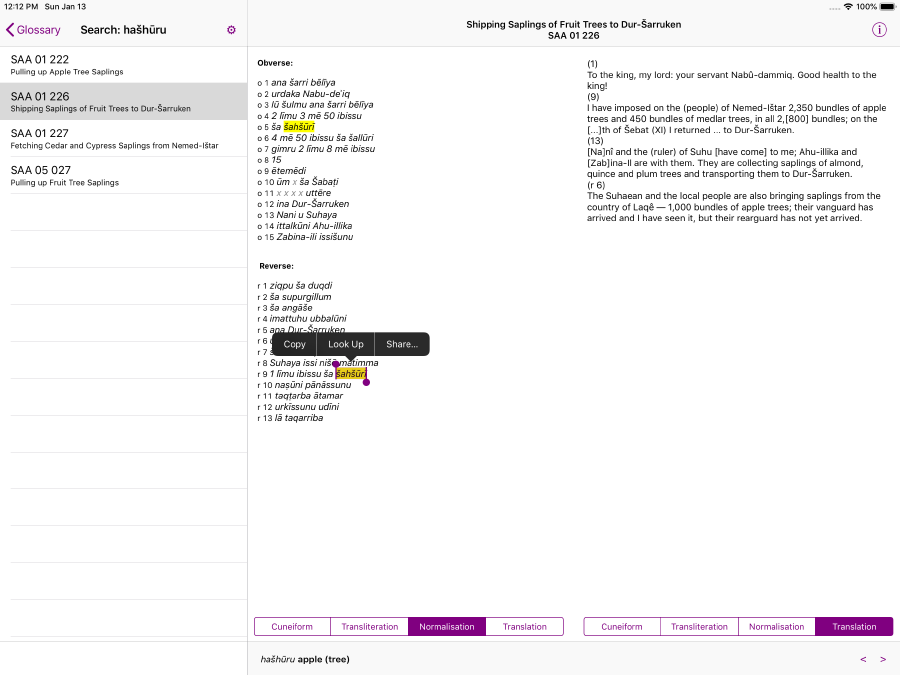 12:12 PM Sun Jan 13
100%
Glossary
Search: hašhūru
SAA 01 222
Pulling up Apple Tree Saplings
SAA 01 226
Shipping Saplings of Fruit Trees to Dur-Šarruken
SAA 01 227
Fetching Cedar and Cypress Saplings from Nemed-Ištar
SAA 05 027
Pulling up Fruit Tree Saplings
Shipping Saplings of Fruit Trees to Dur-Šarruken
SAA 01 226
Obverse:
o 1 ana šarri bēlīya
o 2 urdaka Nabu-de'iq
o 3 lū šulmu ana šarri bēlīya
o 4 2 līmu 3 mē 50 ibissu
o 5 ša šahšūri
o 6 4 mē 50 ibissu ša šallūri
o 7 gimru 2 līmu 8 mē ibissu
o 8 15
o 9 ētemēdi
o 10 ūm x ša Šabaṭi
o 11 x x x x uttēre
o 12 ina Dur-Šarruken
o 13 Nani u Suhaya
o 14 ittalkūni Ahu-illika
o 15 Zabina-ili issišunu
Reverse:
r 1 ziqpu ša duqdi
r 2 ša supurgillum
r 3 ša angāše
r 4 imattuhu ubbalūni
r 5 ana Dur-Šarruken
r 6
r 7
r 8 Suhaya issi nišē mātimma
r 9 1 līmu ibissu ša šahšūri
r 10 naṣūni pānāssunu
r 11 taqṭarba ātamar
r 12 urkīssunu udīni
r 13 lā taqarriba
Copy
Look Up
Share...
(1)
To the king, my lord: your servant Nabû-dammiq. Good health to the
king!
(9)
I have imposed on the (people) of Nemed-Ištar 2,350 bundles of apple
trees and 450 bundles of medlar trees, in all 2,[800] bundles; on the
[...]th of Šebat (XI) I returned ... to Dur-Šarruken.
(13)
[Na]nî and the (ruler) of Suhu [have come] to me; Ahu-illika and
[Zab]ina-Il are with them. They are collecting saplings of almond,
quince and plum trees and transporting them to Dur-Šarruken.
(r 6)
The Suhaean and the local people are also bringing saplings from the
country of Laqê — 1,000 bundles of apple trees; their vanguard has
arrived and I have seen it, but their rearguard has not yet arrived.
Cuneiform
Transliteration
Normalisation
Translation
Cuneiform
Transliteration
Normalisation
Translation
hašhūru apple (tree)
< >